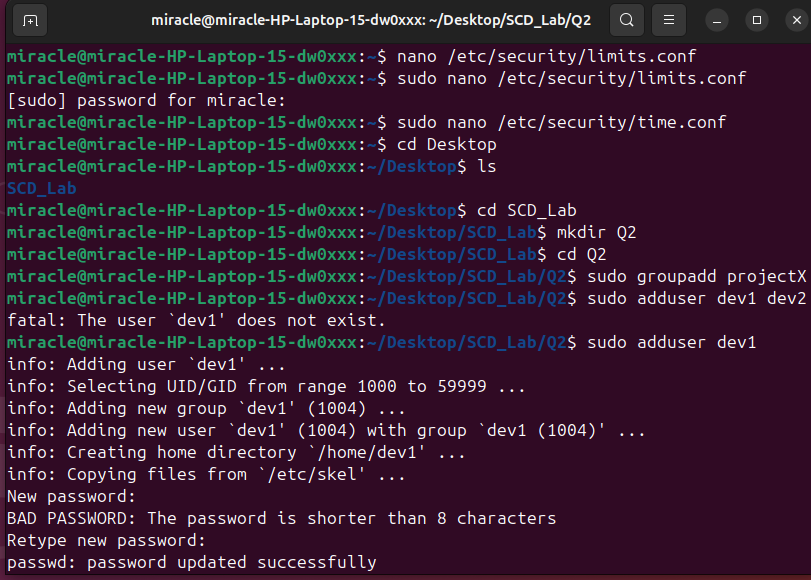 miracle@miracle-HP-Laptop-15-dw0xxx: ~/Desktop/SCD_Lab/Q2
miracle@miracle-HP-Laptop-15-dw0xxx:~$ nano /etc/security/limits.conf
miracle@miracle-HP-Laptop-15-dw0xxx:~$ sudo nano /etc/security/limits.conf
[sudo] password for miracle:
miracle@miracle-HP-Laptop-15-dw0xxx:~$ sudo nano /etc/security/time.conf
miracle@miracle-HP-Laptop-15-dw0xxx:~$ cd Desktop
miracle@miracle-HP-Laptop-15-dw0xxx:~/Desktop$ ls
SCD_Lab
miracle@miracle-HP-Laptop-15-dw0xxx:~/Desktop$ cd SCD_Lab
miracle@miracle-HP-Laptop-15-dw0xxx:~/Desktop/SCD_Lab$ mkdir Q2
miracle@miracle-HP-Laptop-15-dw0xxx:~/Desktop/SCD_Lab$ cd Q2
miracle@miracle-HP-Laptop-15-dw0xxx:~/Desktop/SCD_Lab/Q2$ sudo groupadd projectX
miracle@miracle-HP-Laptop-15-dw0xxx:~/Desktop/SCD_Lab/Q2$ sudo adduser dev1 dev2
fatal: The user `dev1' does not exist.
miracle@miracle-HP-Laptop-15-dw0xxx:~/Desktop/SCD_Lab/Q2$ sudo adduser dev1
info: Adding user `dev1' ...
info: Selecting UID/GID from range 1000 to 59999 ...
info: Adding new group `dev1' (1004) ...
info: Adding new user `dev1' (1004) with group `dev1 (1004)' ...
info: Creating home directory `/home/dev1' ...
info: Copying files from `/etc/skel' ...
New password:
BAD PASSWORD: The password is shorter than 8 characters
Retype new password:
passwd: password updated successfully